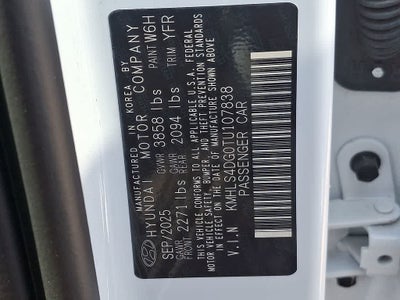 MANUFACTURED IN KOREA BY
HYUNDAI MOTOR COMPANY
PAINT W6H
SEP/2025 GVWR 3858 lbs
TRIM YFR
GAWR FRONT 2271 lbs GAWR REAR 2094 lbs
THIS VEHICLE CONFORMS TO ALL APPLICABLE U.S.A. FEDERAL
MOTOR VEHICLE SAFETY, BUMPER, AND THEFT PREVENTION STANDARDS
IN EFFECT ON THE DATE OF MANUFACTURE SHOWN ABOVE
V.I.N KMHLS4DG0TU107838
PASSENGER CAR